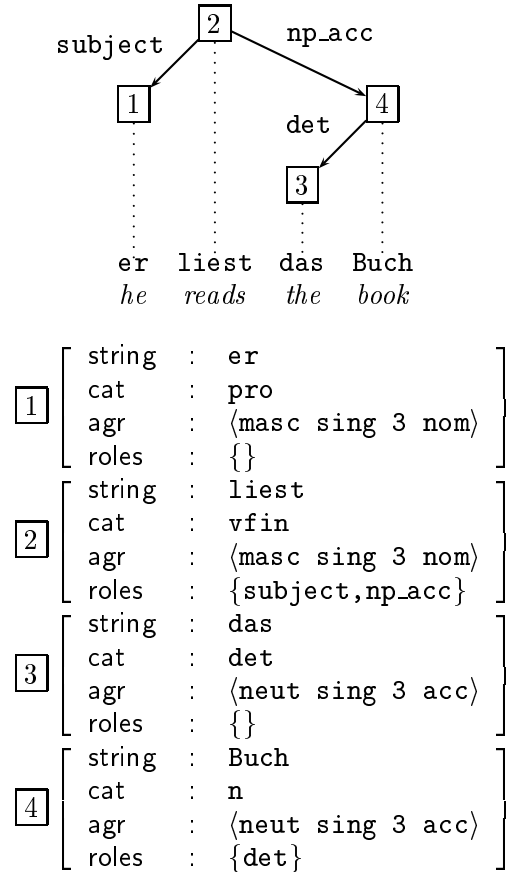 2
subject np_acc
1 4
det
3
er liest das Buch
he reads the book
1
string : er
cat : pro
agr : ⟨masc sing 3 nom⟩
roles : {}
2
string : liest
cat : vfin
agr : ⟨masc sing 3 nom⟩
roles : {subject,np_acc}
3
string : das
cat : det
agr : ⟨neut sing 3 acc⟩
roles : {}
4
string : Buch
cat : n
agr : ⟨neut sing 3 acc⟩
roles : {det}